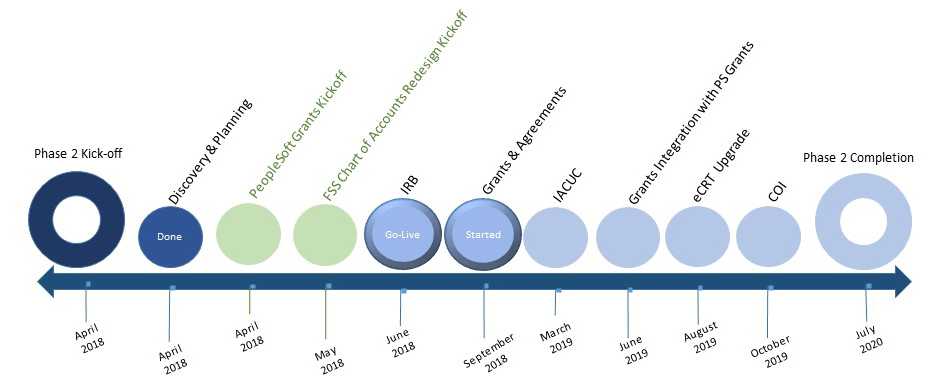 Phase 2 Kick-off
Discovery & Planning
PeopleSoft Grants Kickoff
FSS Chart of Accounts Redesign Kickoff
IRB
Grants & Agreements
IACUC
Grants Integration with PS Grants
eCRT Upgrade
COI
Phase 2 Completion
Done
Go-Live
Started
April
2018
April
2018
April
2018
May
2018
June
2018
September
2018
March
2019
June
2019
August
2019
October
2019
July
2020